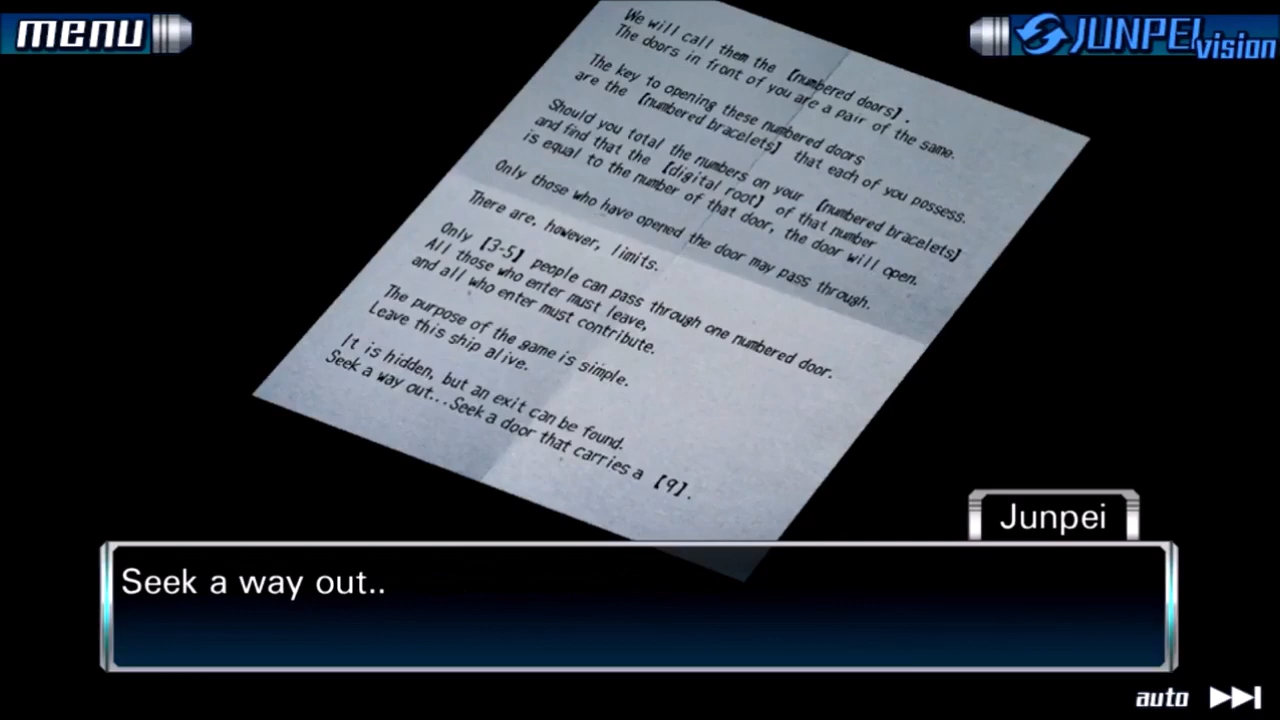 menu
JUNPEI vision
We will call them the 【numbered doors】.
The doors in front of you are a pair of the same.
The key to opening these numbered doors
are the 【numbered bracelets】 that each of you possess.
Should you total the numbers on your 【numbered bracelets】
and find that the 【digital root】 of that number
is equal to the number of that door, the door will open.
Only those who have opened the door may pass through.
There are, however, limits.
Only 【3-5】 people can pass through one numbered door.
All those who enter must leave,
and all who enter must contribute.
The purpose of the game is simple.
Leave this ship alive.
It is hidden, but an exit can be found.
Seek a way out...Seek a door that carries a 【9】.
Junpei
Seek a way out..
auto